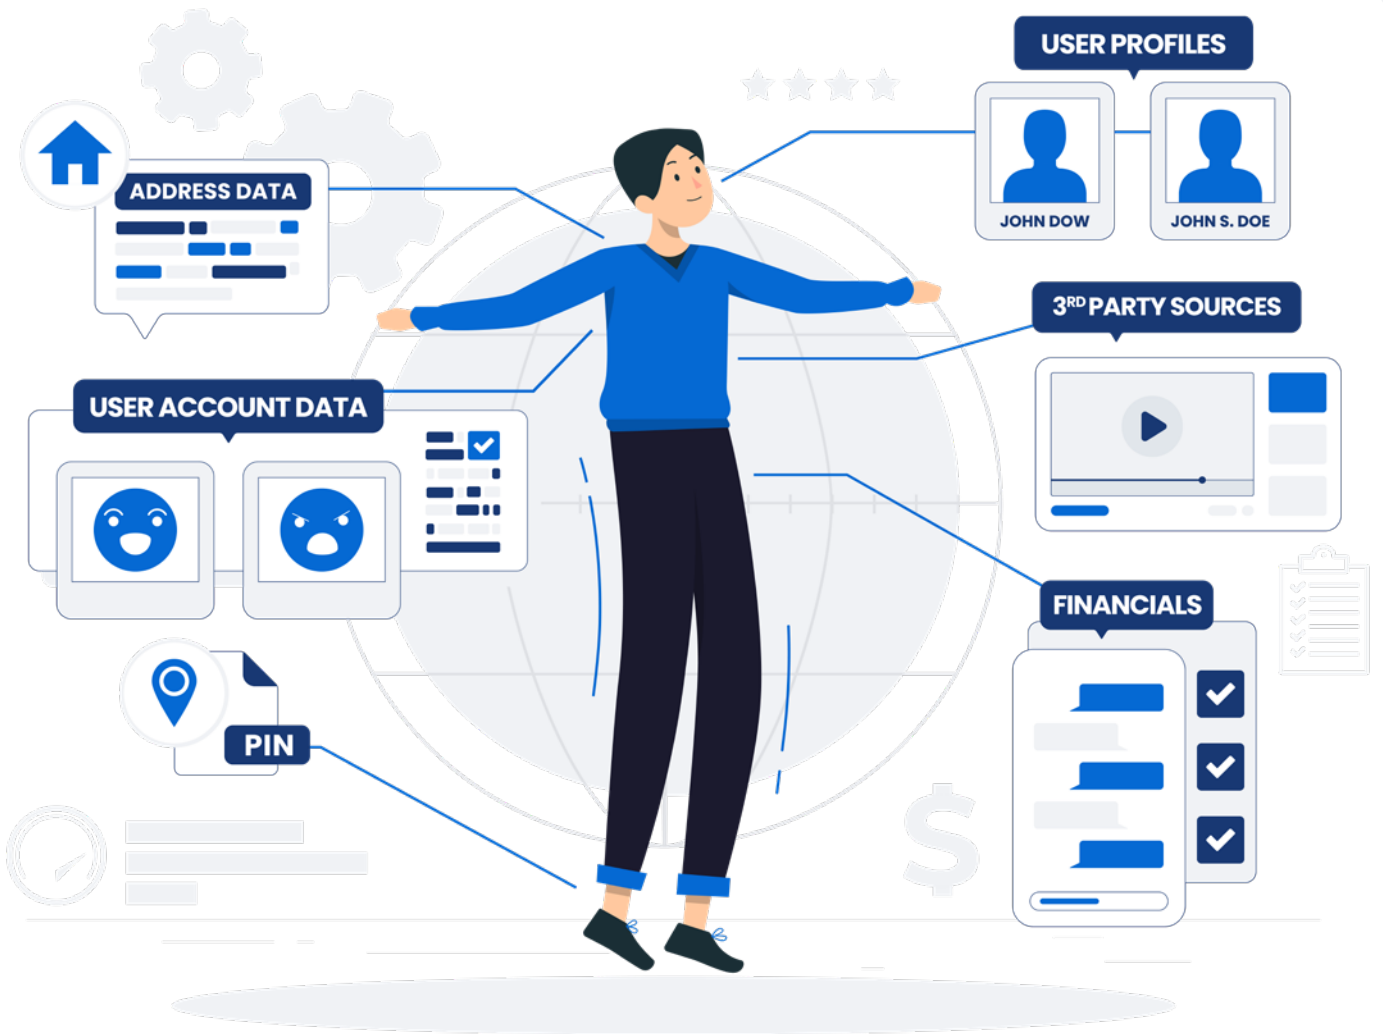 USER PROFILES
JOHN DOW
JOHN S. DOE
ADDRESS DATA
3RD PARTY SOURCES
USER ACCOUNT DATA
FINANCIALS
PIN
$